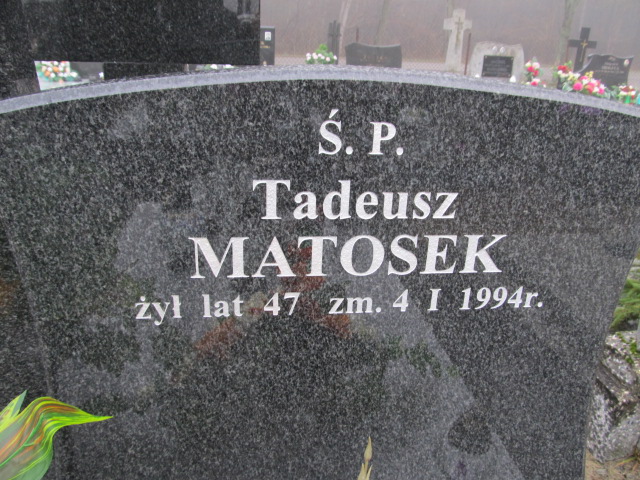 Ś. P.
Tadeusz
MATOSEK
żył lat 47 zm. 4 I 1994r.